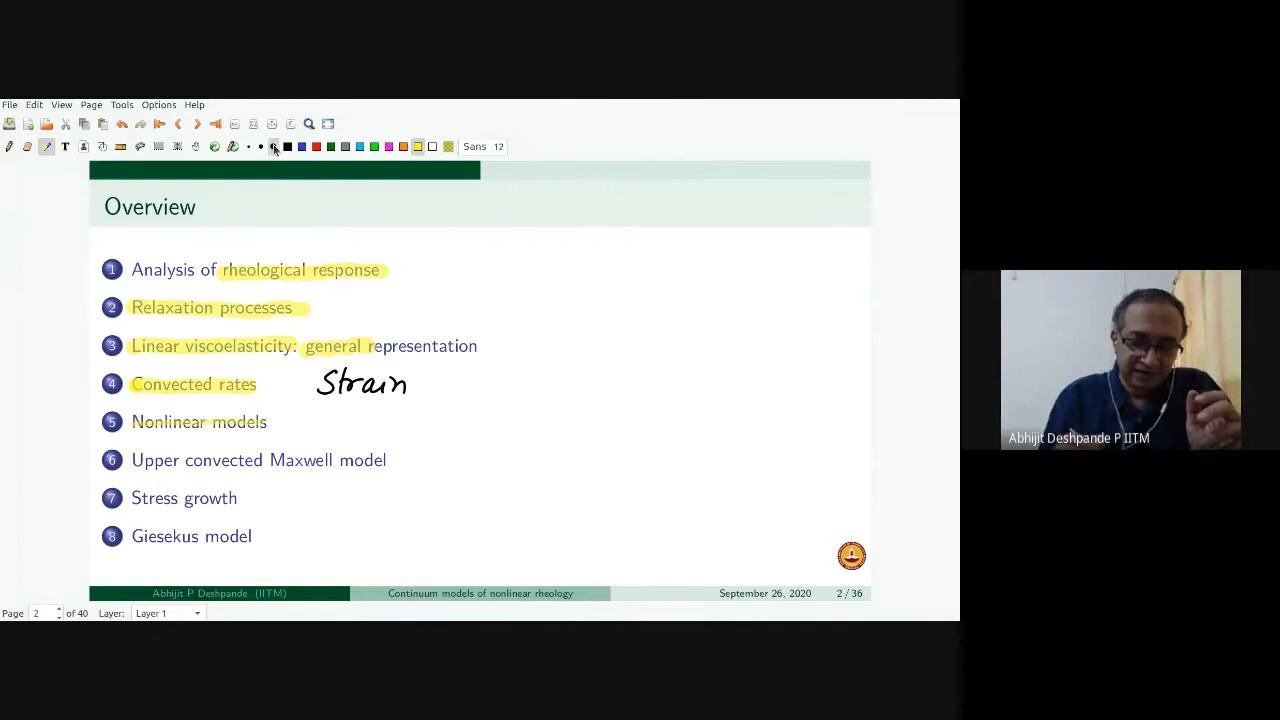 File Edit View Page Tools Options Help
T Sans 12
Overview
1 Analysis of rheological response
2 Relaxation processes
3 Linear viscoelasticity: general representation
4 Convected rates Strain
5 Nonlinear models
6 Upper convected Maxwell model
7 Stress growth
8 Giesekus model
Abhijit P Deshpande (IITM) Continuum models of nonlinear rheology September 26, 2020 2 / 36
Page 2 of 40 Layer: Layer 1
Abhijit Deshpande P IITM